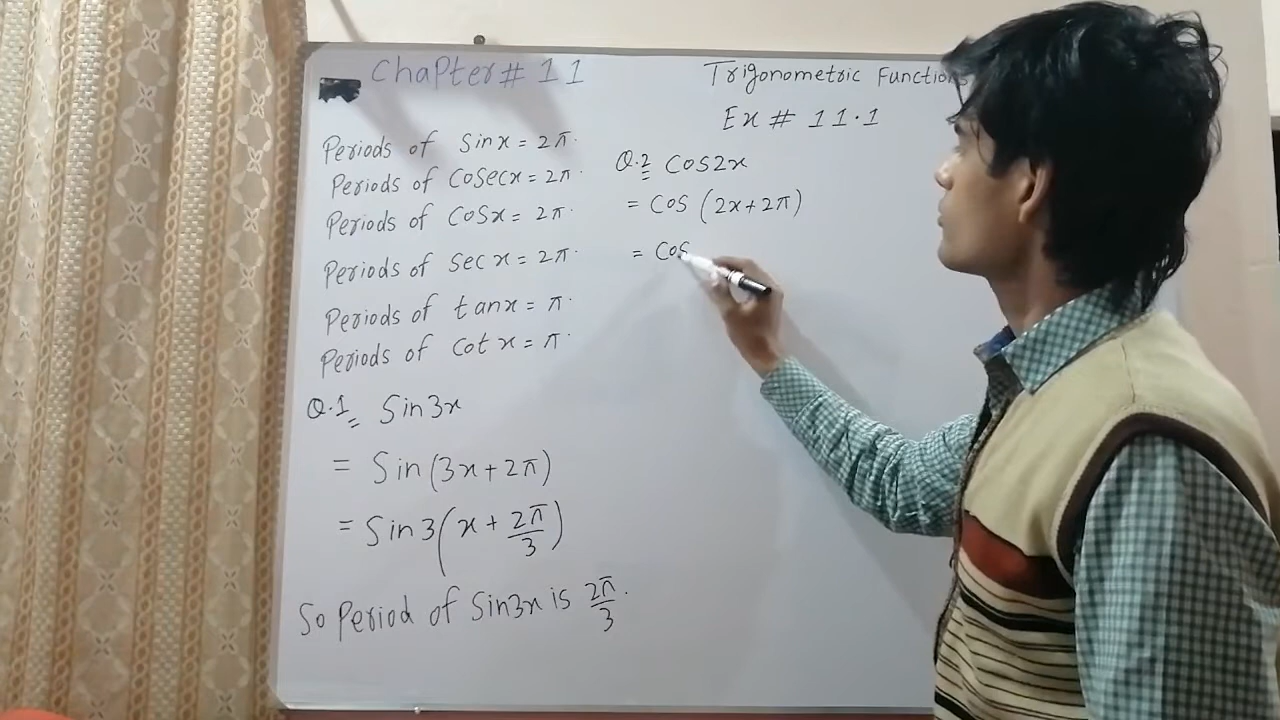 Chapter # 11
Trigonometric Functions
Ex # 11.1
Periods of Sinx = 2π.
Periods of Cosecx = 2π.
Periods of Cosx = 2π.
Periods of Sec x = 2π.
Periods of tanx = π.
Periods of Cot x = π.
Q.1 Sin3x
= Sin(3x+2π)
= Sin3(x + 2π/3)
So Period of Sin3x is 2π/3.
Q.2 Cos2x
= Cos (2x+2π)
= Cos